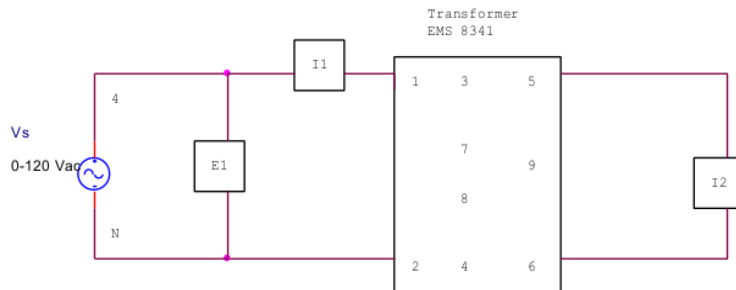 Transformer
EMS 8341
I1
1 3 5
4
Vs
0-120 Vac
E1
7
9
I2
8
N
2 4 6